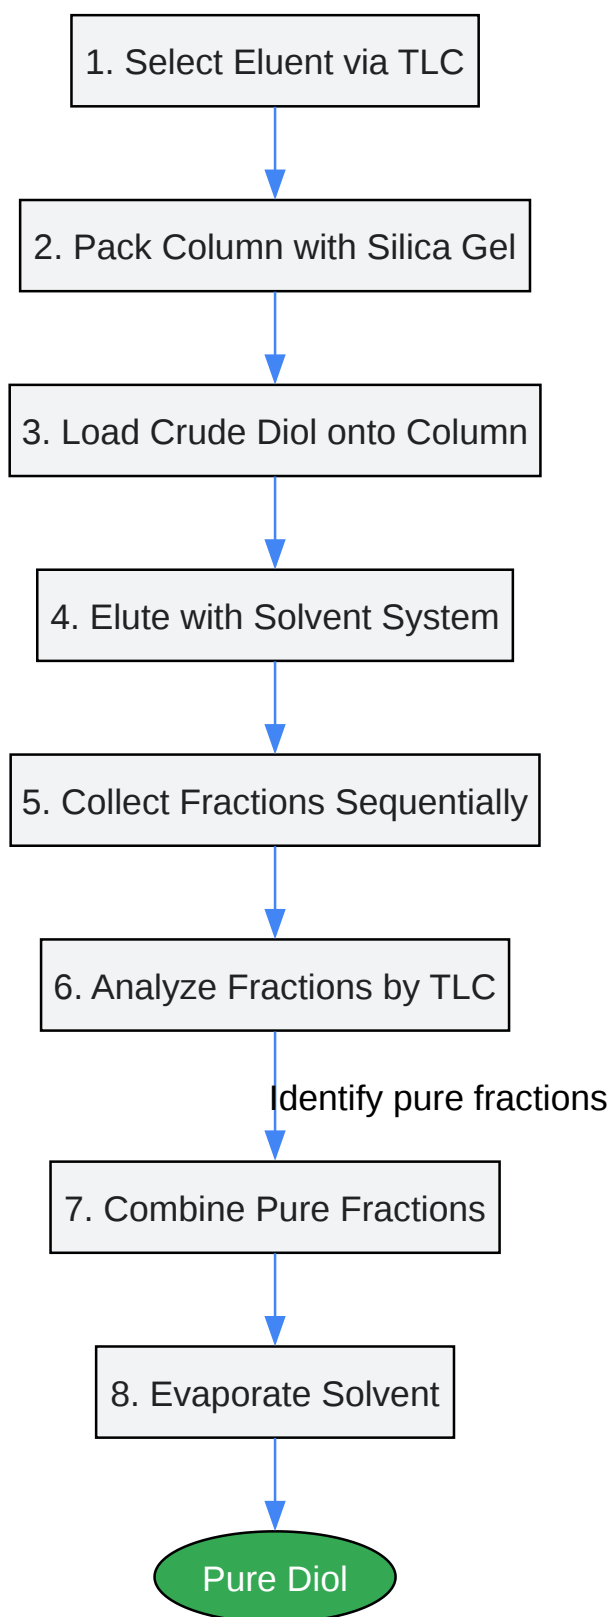 1. Select Eluent via TLC
2. Pack Column with Silica Gel
3. Load Crude Diol onto Column
4. Elute with Solvent System
5. Collect Fractions Sequentially
6. Analyze Fractions by TLC
Identify pure fractions
7. Combine Pure Fractions
8. Evaporate Solvent
Pure Diol